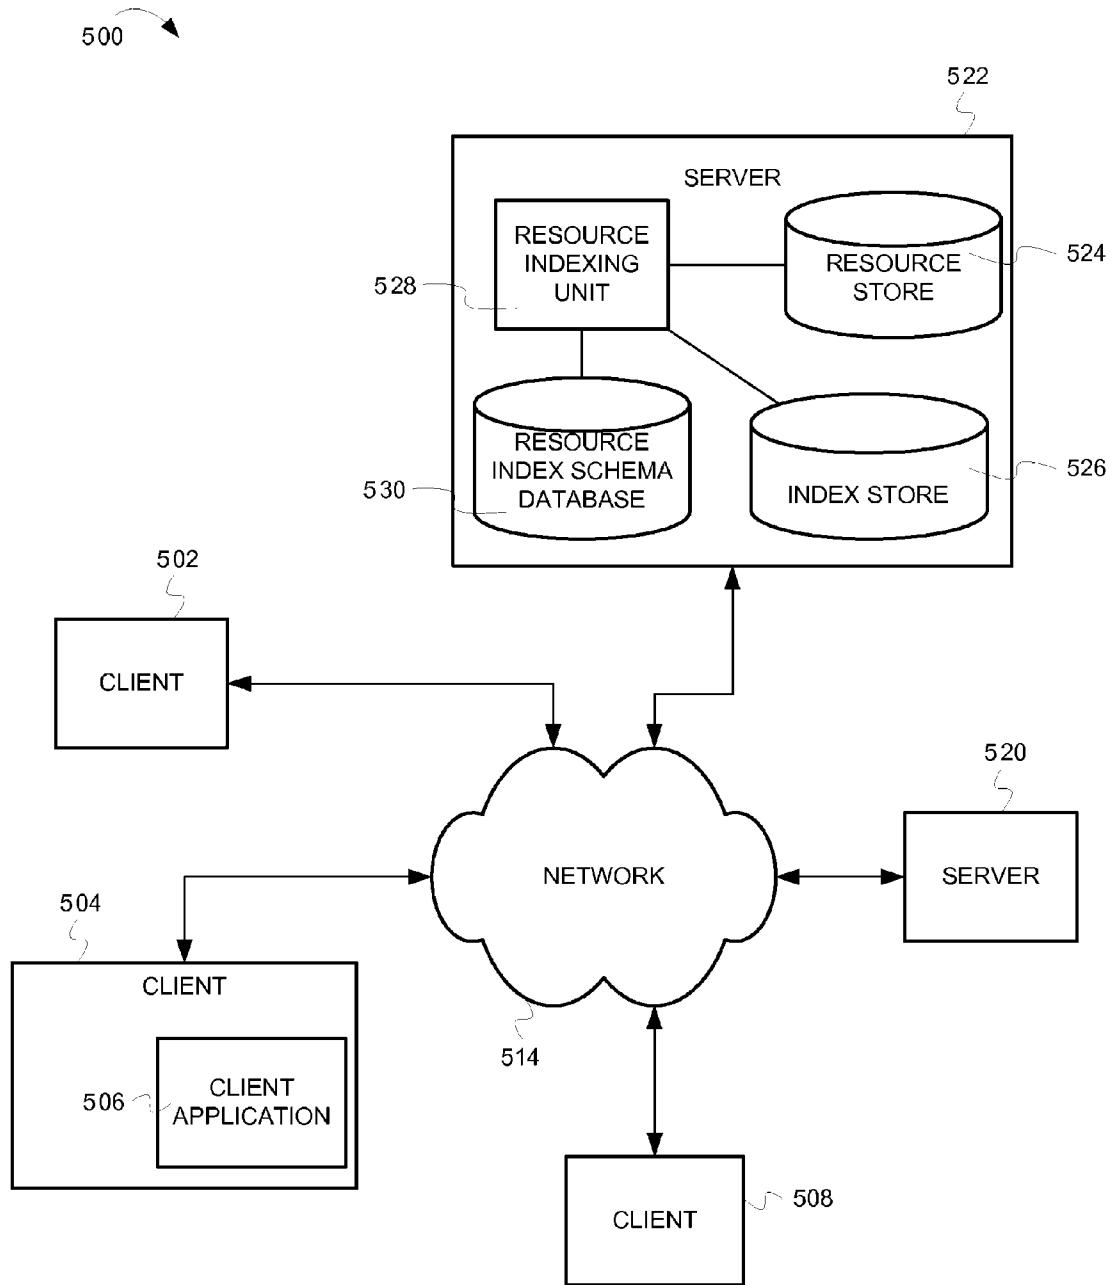 500
522
SERVER
RESOURCE
INDEXING
UNIT
528
RESOURCE
STORE
524
RESOURCE
INDEX SCHEMA
DATABASE
530
INDEX STORE
526
502
CLIENT
520
SERVER
NETWORK
514
504
CLIENT
506
CLIENT
APPLICATION
CLIENT
508